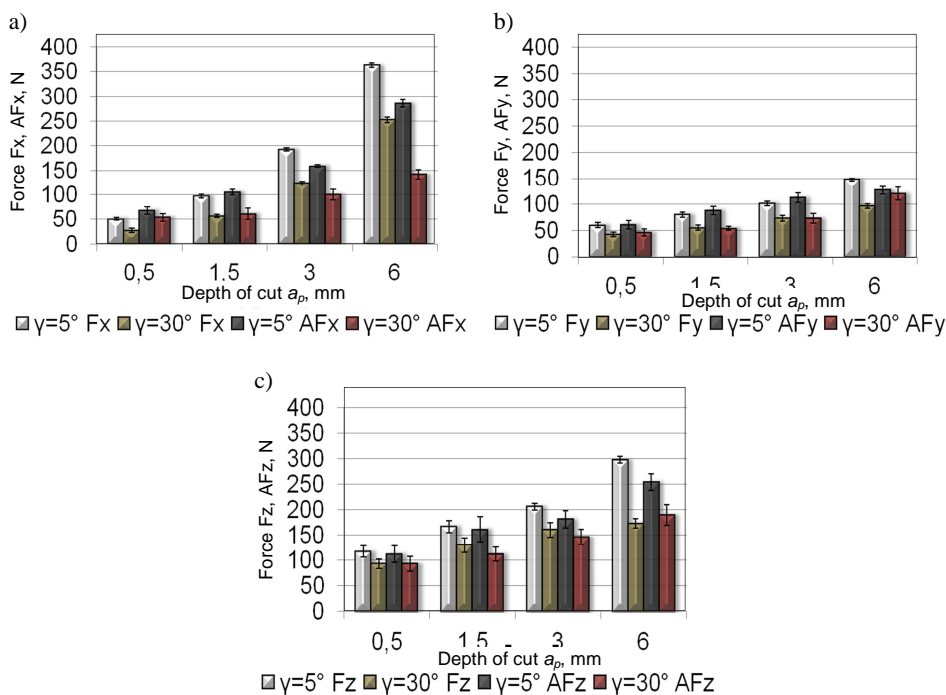 a)
400
350
300
250
200
150
100
50
0
Force Fx, AFx, N
0,5 1.5 3 6
Depth of cut ap, mm
γ=5° Fx γ=30° Fx γ=5° AFx γ=30° AFx
b)
400
350
300
250
200
150
100
50
0
Force Fy, AFy, N
0,5 1.5 3 6
Depth of cut ap, mm
γ=5° Fy γ=30° Fy γ=5° AFy γ=30° AFy
c)
400
350
300
250
200
150
100
50
0
Force Fz, AFz, N
0,5 1.5 3 6
Depth of cut ap, mm
γ=5° Fz γ=30° Fz γ=5° AFz γ=30° AFz